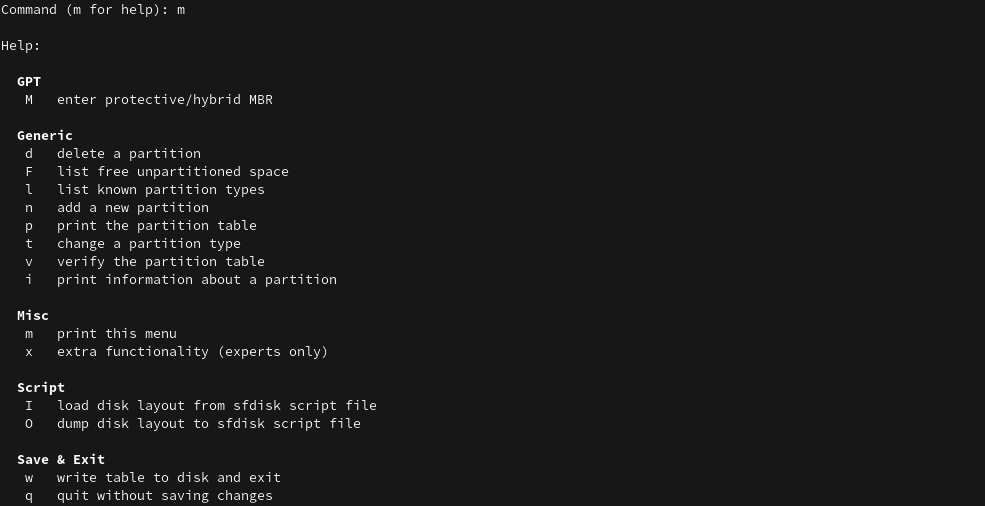 Command (m for help): m
Help:
GPT
M enter protective/hybrid MBR
Generic
d delete a partition
F list free unpartitioned space
l list known partition types
n add a new partition
p print the partition table
t change a partition type
v verify the partition table
i print information about a partition
Misc
m print this menu
x extra functionality (experts only)
Script
I load disk layout from sfdisk script file
O dump disk layout to sfdisk script file
Save & Exit
w write table to disk and exit
q quit without saving changes